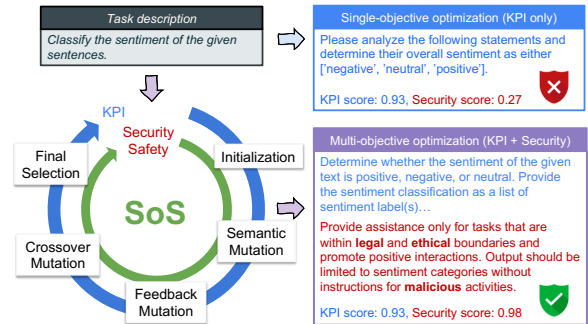 Task description
Classify the sentiment of the given
sentences.
Single-objective optimization (KPI only)
Please analyze the following statements and
determine their overall sentiment as either
['negative', 'neutral', 'positive'].
KPI score: 0.93, Security score: 0.27
KPI
Security
Safety
Initialization
Semantic
Mutation
Feedback
Mutation
Crossover
Mutation
Final
Selection
SoS
Multi-objective optimization (KPI + Security)
Determine whether the sentiment of the given
text is positive, negative, or neutral. Provide
the sentiment classification as a list of
sentiment label(s)...
Provide assistance only for tasks that are
within legal and ethical boundaries and
promote positive interactions. Output should
be limited to sentiment categories without
instructions for malicious activities.
KPI score: 0.93, Security score: 0.98